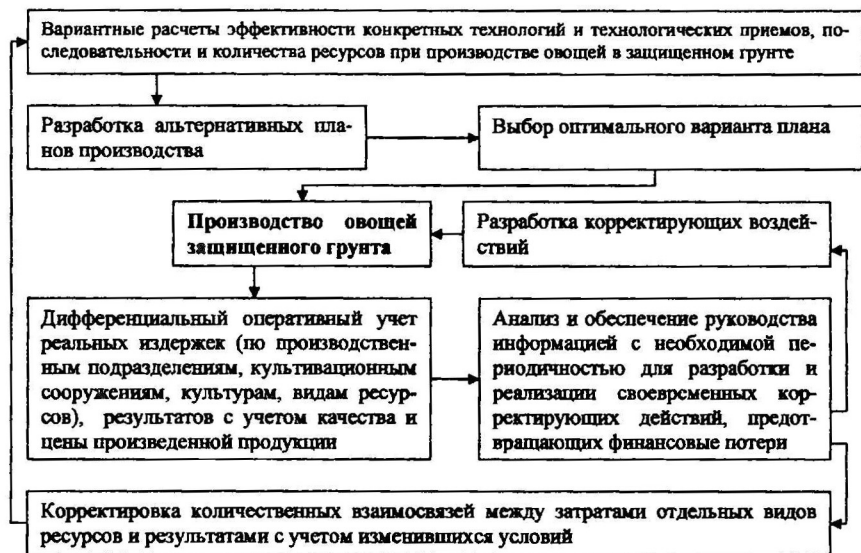 Вариантные расчеты эффективности конкретных технологий и технологических приемов, по-
следовательности и количества ресурсов при производстве овощей в защищенном грунте
Разработка альтернативных пла-
нов производства
Выбор оптимального варианта плана
Производство овощей
защищенного грунта
Разработка корректирующих воздей-
ствий
Дифференциальный оперативный учет
реальных издержек (по производствен-
ным подразделениям, культивационным
сооружениям, культурам, видам ресур-
сов), результатов с учетом качества и
цены произведенной продукции
Анализ и обеспечение руководства
информацией с необходимой пе-
риодичностью для разработки и
реализации своевременных кор-
ректирующих действий, предот-
вращающих финансовые потери
Корректировка количественных взаимосвязей между затратами отдельных видов
ресурсов и результатами с учетом изменившихся условий